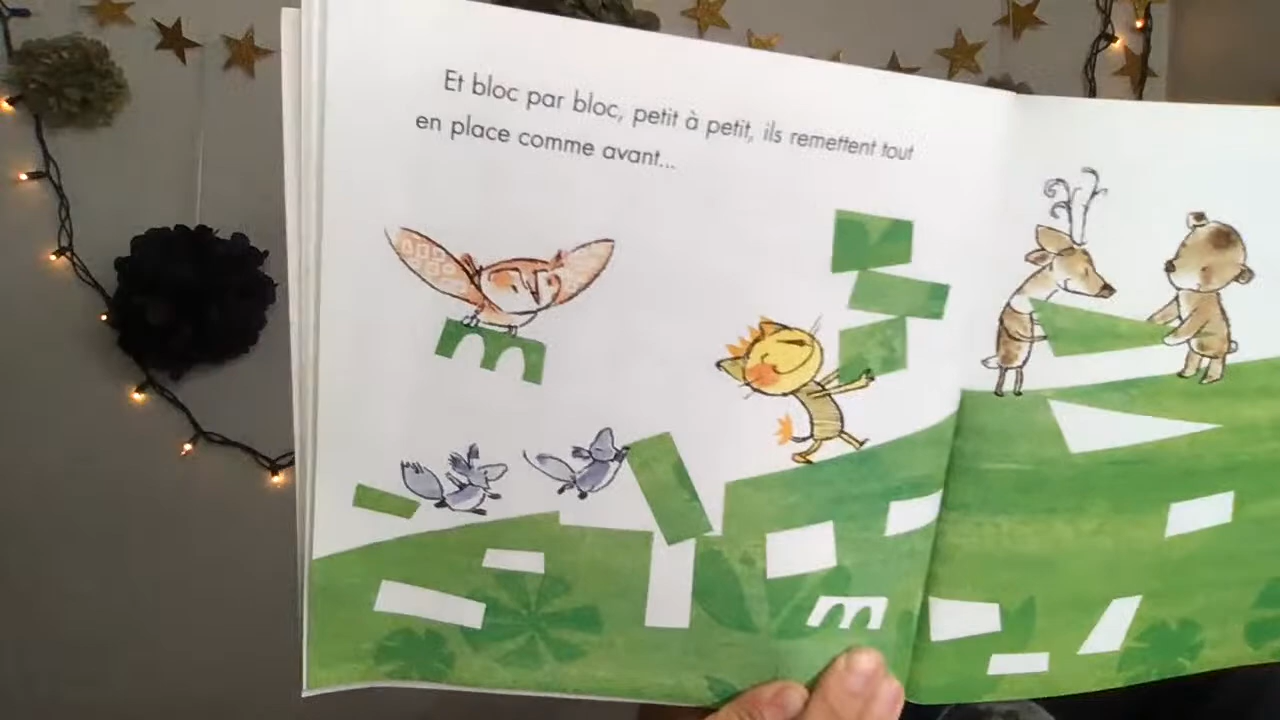 Et bloc par bloc, petit à petit, ils remettent tout
en place comme avant...